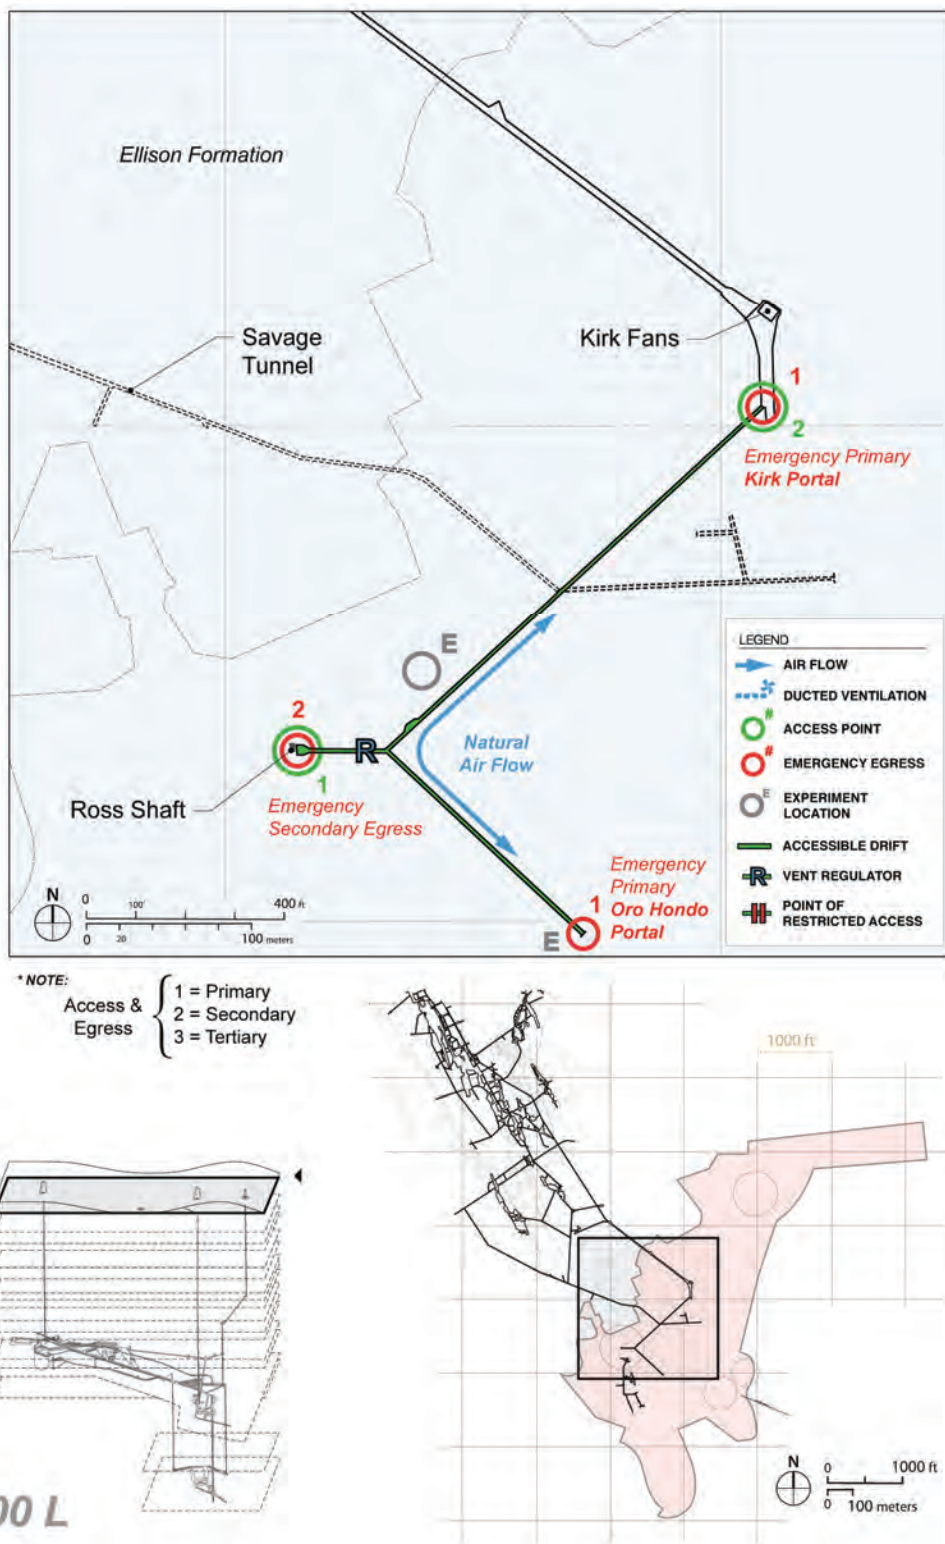 Ellison Formation
Savage
Tunnel
Kirk Fans
1
2
Emergency Primary
Kirk Portal
E
2
R
Natural
Air Flow
1
Ross Shaft
Emergency
Secondary Egress
Emergency
Primary
Oro Hondo
Portal
1
E
N
0
100'
400 ft
0
20
100 meters
LEGEND
AIR FLOW
DUCTED VENTILATION
#
ACCESS POINT
#
EMERGENCY EGRESS
E
EXPERIMENT
LOCATION
ACCESSIBLE DRIFT
R
VENT REGULATOR
POINT OF
RESTRICTED ACCESS
* NOTE:
Access &
Egress
1 = Primary
2 = Secondary
3 = Tertiary
1000 ft
N
0
1000 ft
0
100 meters
00 L